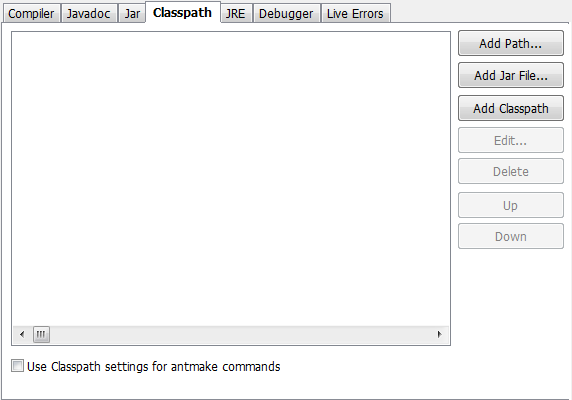 Compiler Javadoc Jar Classpath JRE Debugger Live Errors
Add Path...
Add Jar File...
Add Classpath
Edit...
Delete
Up
Down
Use Classpath settings for antmake commands